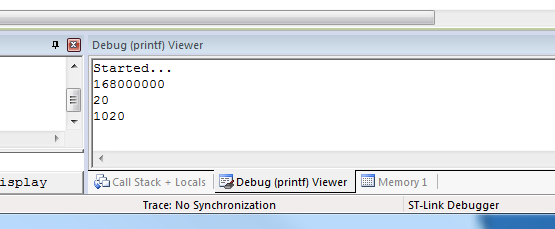 Debug (printf) Viewer
Started...
168000000
20
1020
isplay
Call Stack + Locals
Debug (printf) Viewer
Memory 1
Trace: No Synchronization
ST-Link Debugger